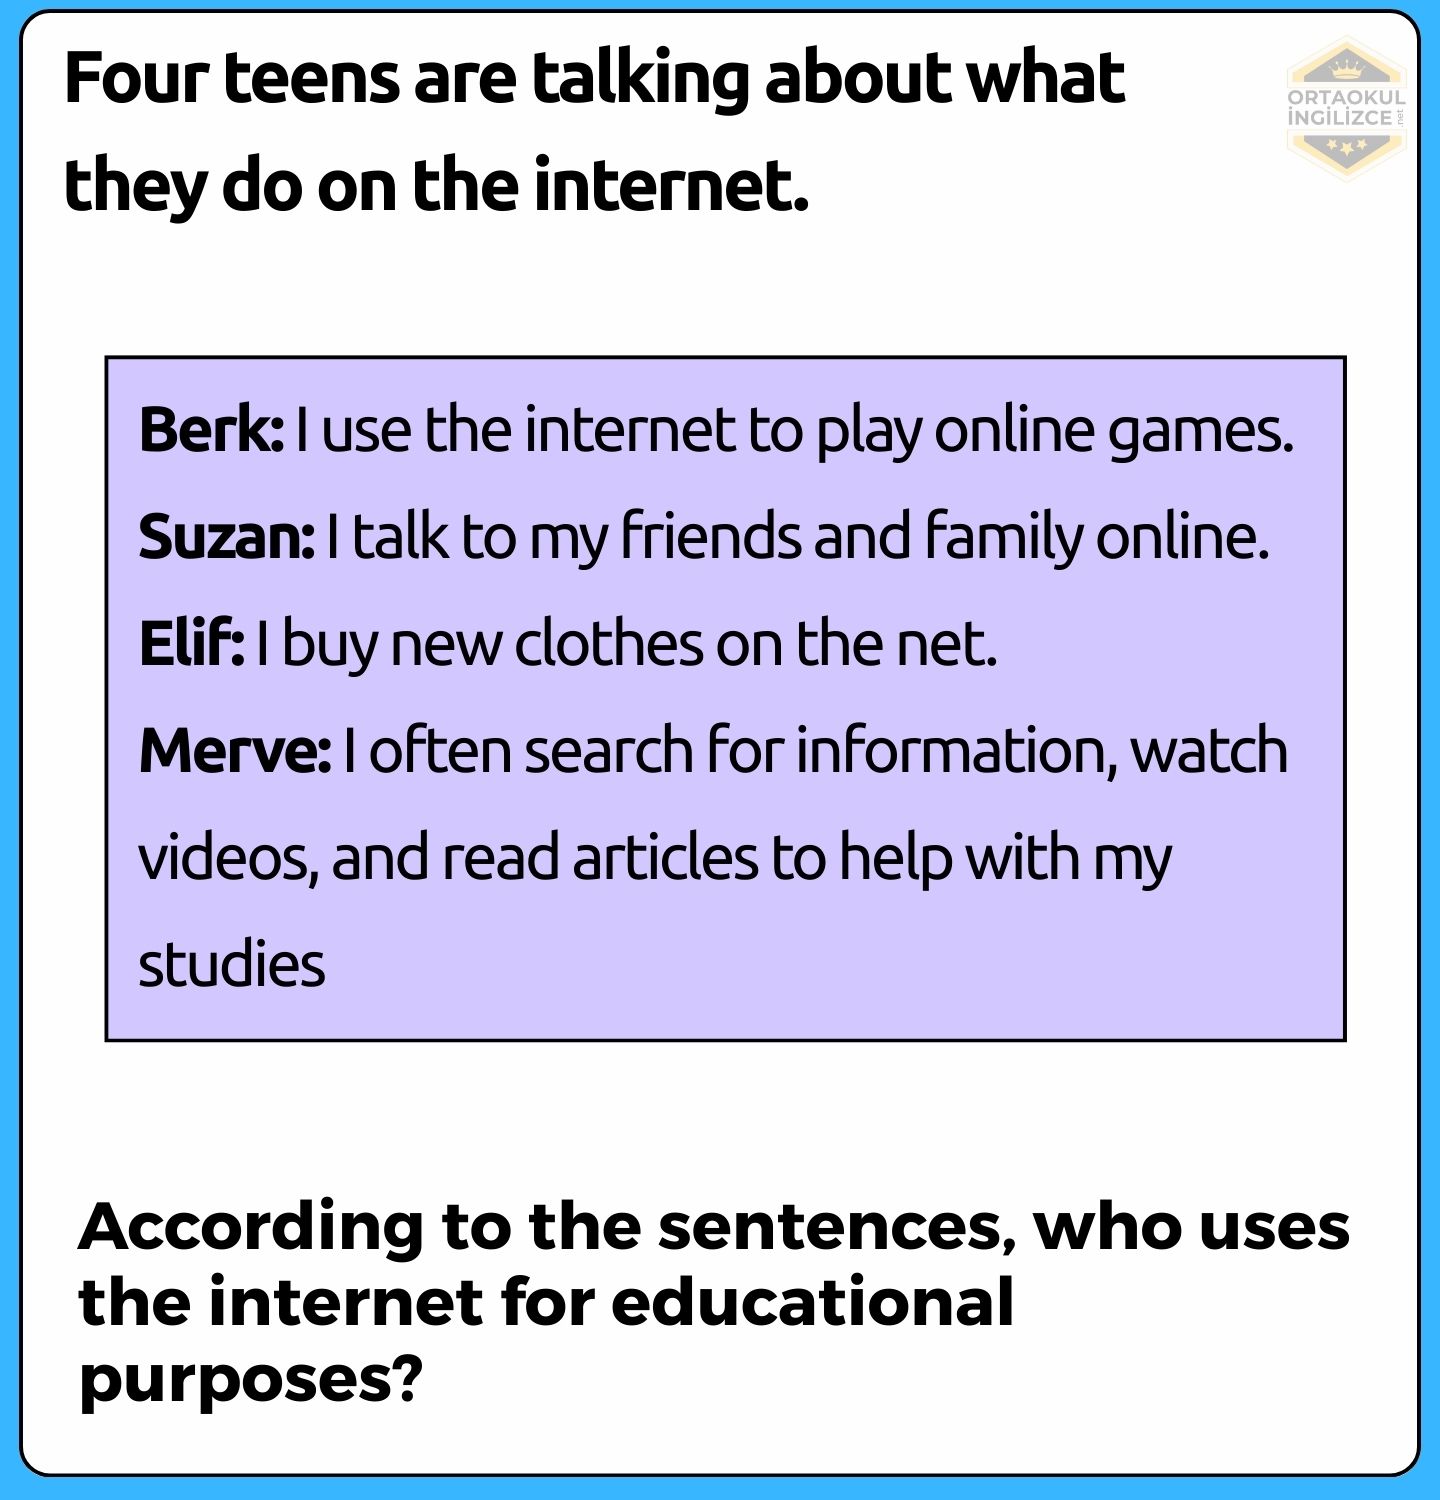 Four teens are talking about what
they do on the internet.
ORTAOKUL
İNGİLİZCE
.net
Berk: I use the internet to play online games.
Suzan: I talk to my friends and family online.
Elif: I buy new clothes on the net.
Merve: I often search for information, watch
videos, and read articles to help with my
studies
According to the sentences, who uses
the internet for educational
purposes?